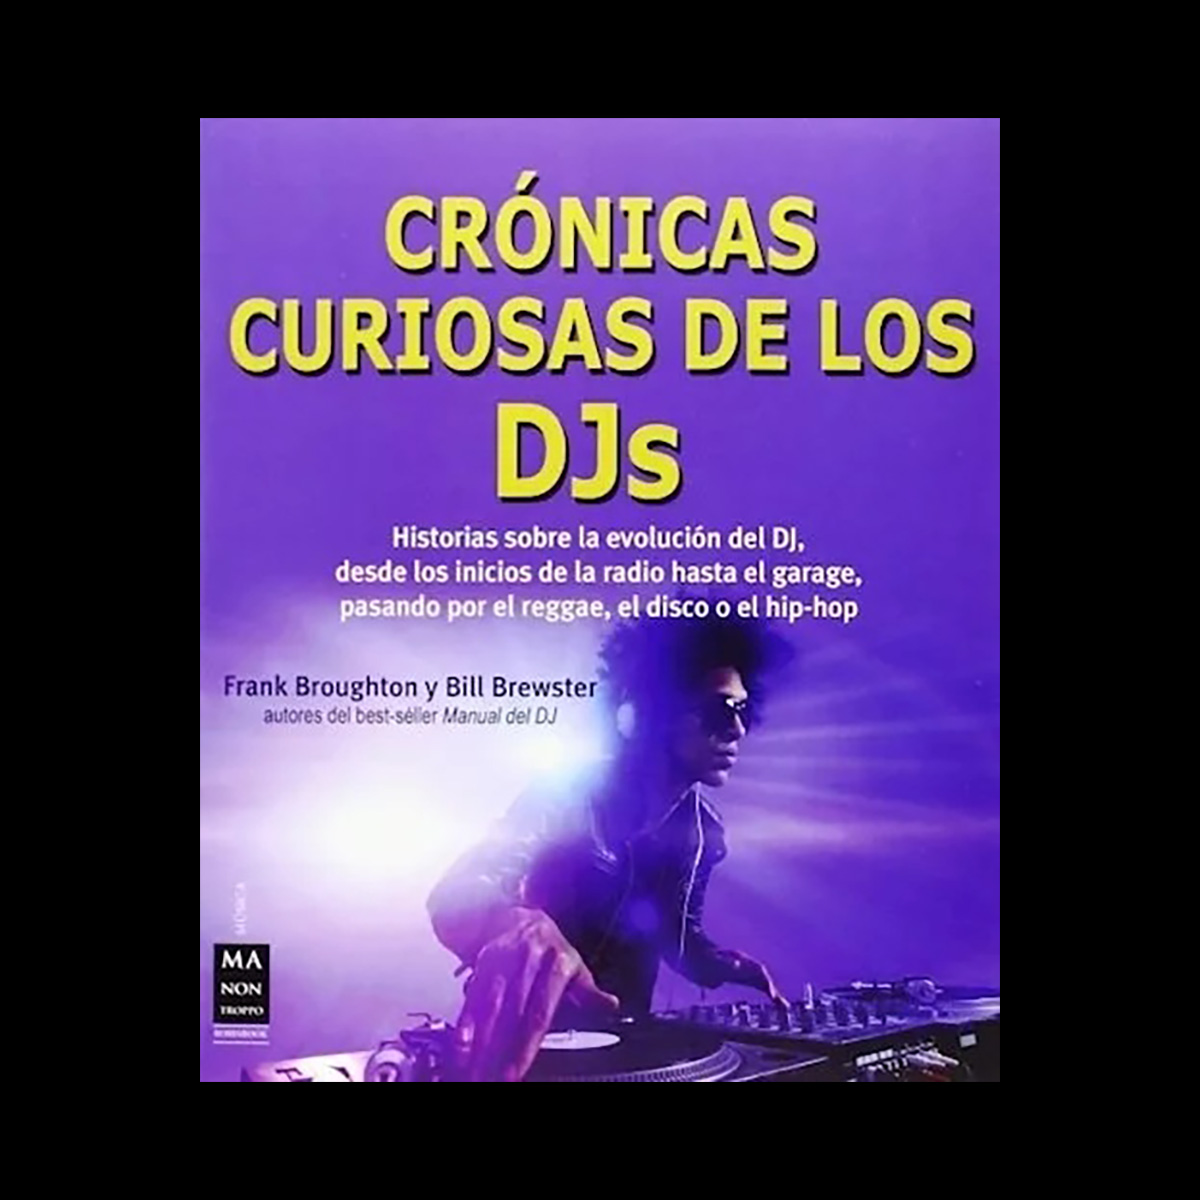 CRÓNICAS
CURIOSAS DE LOS
DJs
Historias sobre la evolución del DJ,
desde los inicios de la radio hasta el garage,
pasando por el reggae, el disco o el hip-hop
Frank Broughton y Bill Brewster
autores del best-séller Manual del DJ
MÚSICA
MA
NON
TROPPO